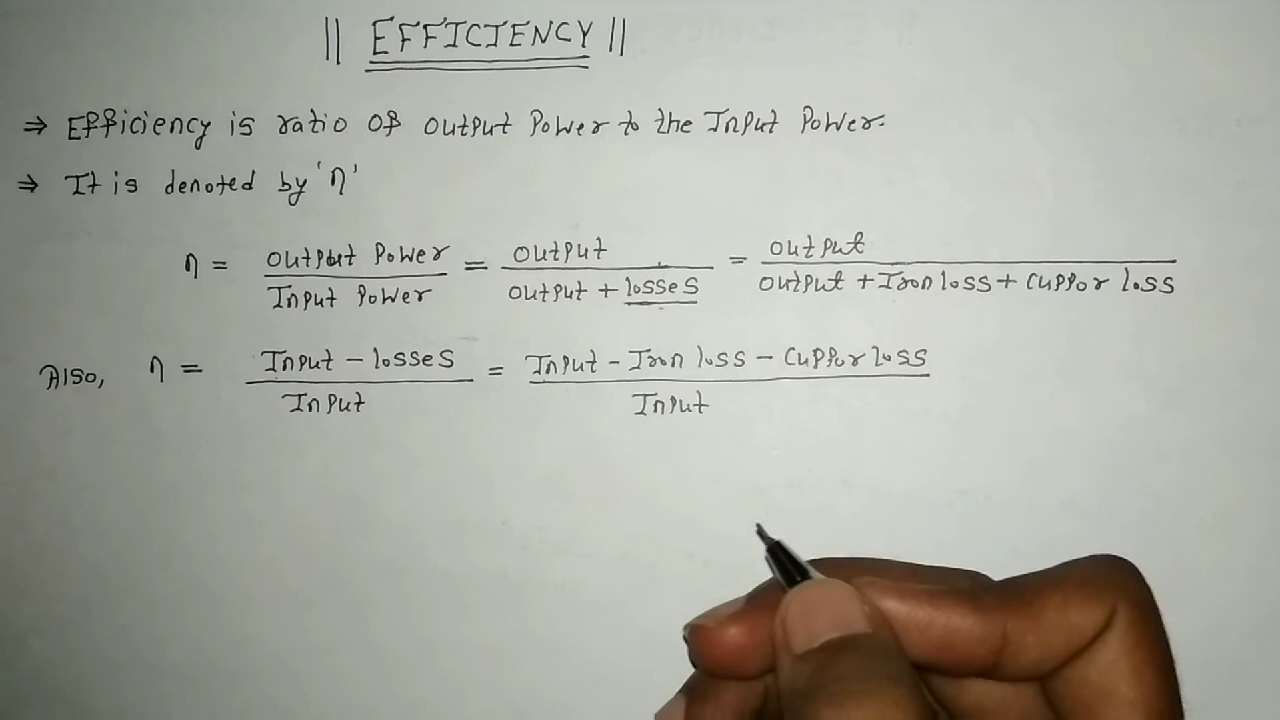 || EFFICIENCY ||
⇒ Efficiency is ratio of output Power to the Input Power.
⇒ It is denoted by 'η'
η = output Power / Input Power = output / output + losses = output / output + Iron loss + Cuppor loss
Also, η = Input - losses / Input = Input - Iron loss - Cuppor loss / Input